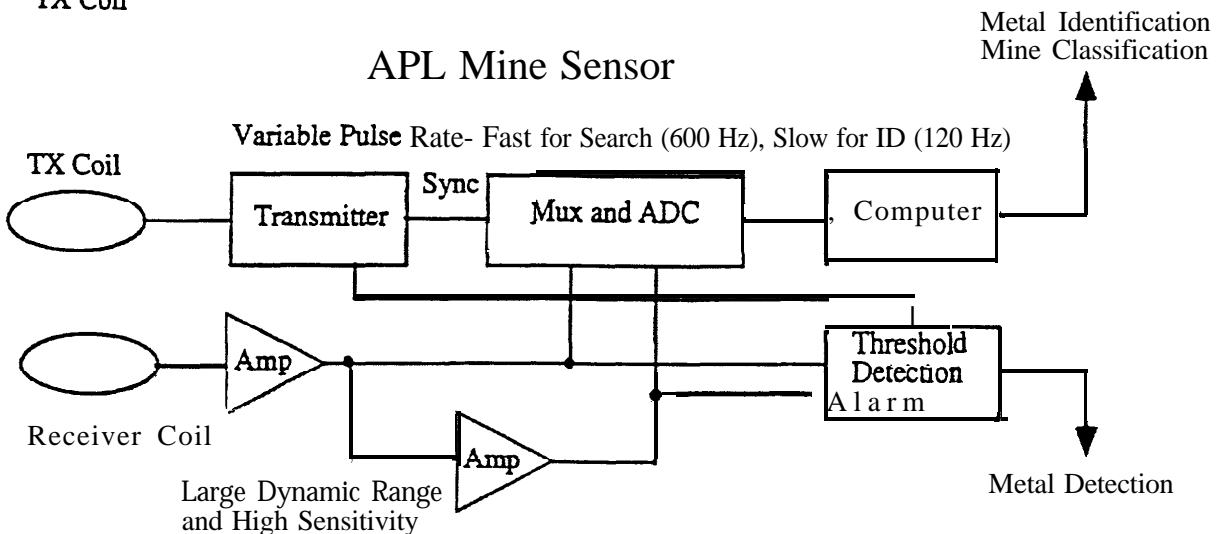 TX Coil
Metal Identification
Mine Classification
APL Mine Sensor
Variable Pulse Rate- Fast for Search (600 Hz), Slow for ID (120 Hz)
TX Coil
Sync
Transmitter
Mux and ADC
, Computer
Amp
Threshold
Detection
Alarm
Receiver Coil
Amp
Large Dynamic Range
and High Sensitivity
Metal Detection